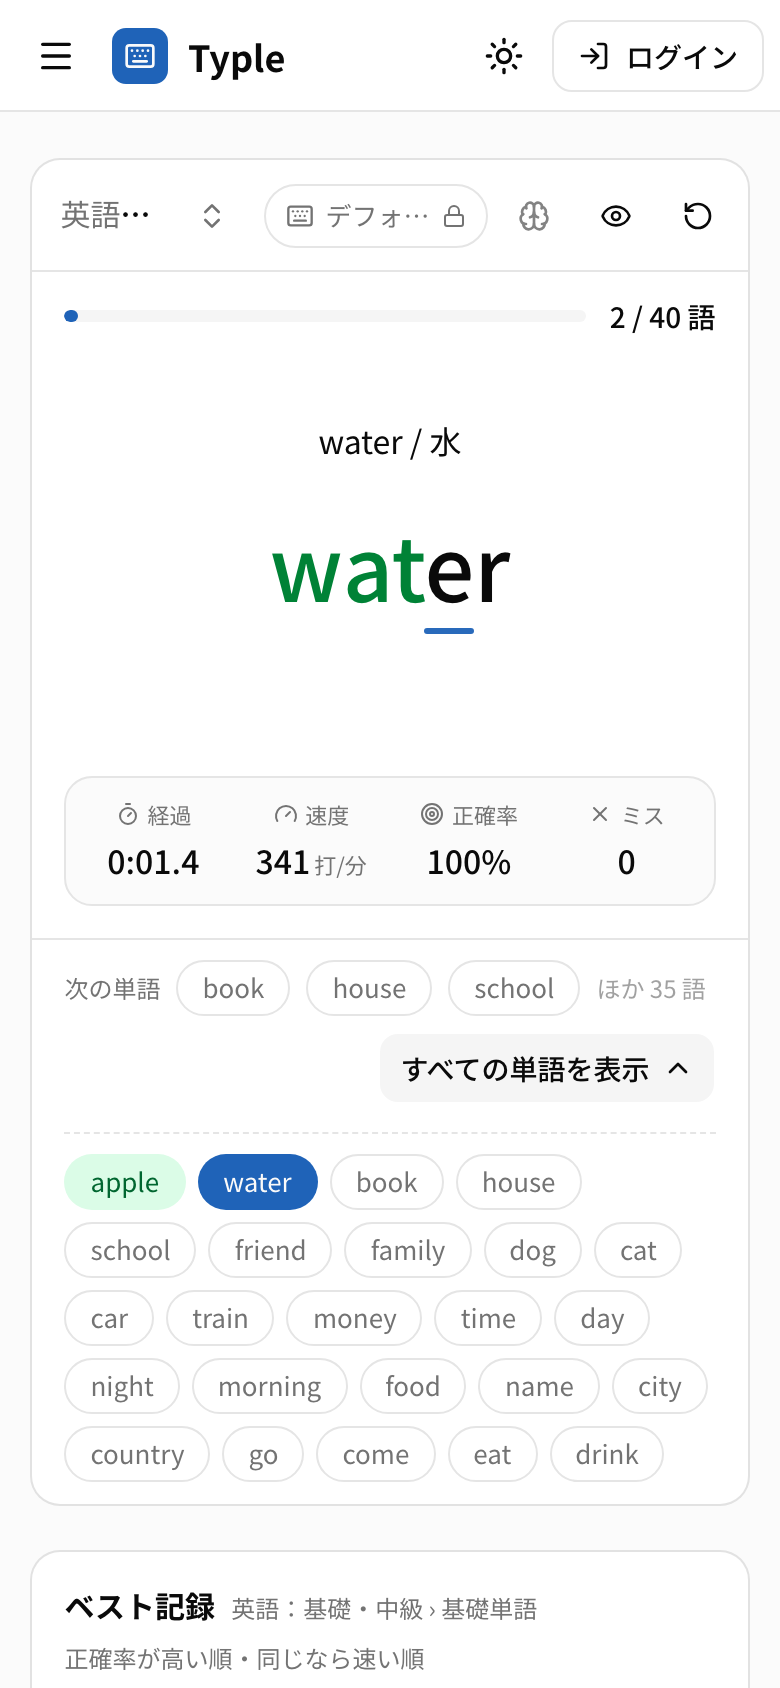 Typle ログイン
英語… デフォ…
2 / 40 語
water / 水
water
経過 速度 正確率 ミス
0:01.4 341 打/分 100% 0
次の単語 book house school ほか 35 語
すべての単語を表示
apple water book house
school friend family dog cat
car train money time day
night morning food name city
country go come eat drink
ベスト記録 英語：基礎・中級 › 基礎単語
正確率が高い順・同じなら速い順